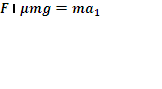 F I μmg = ma₁